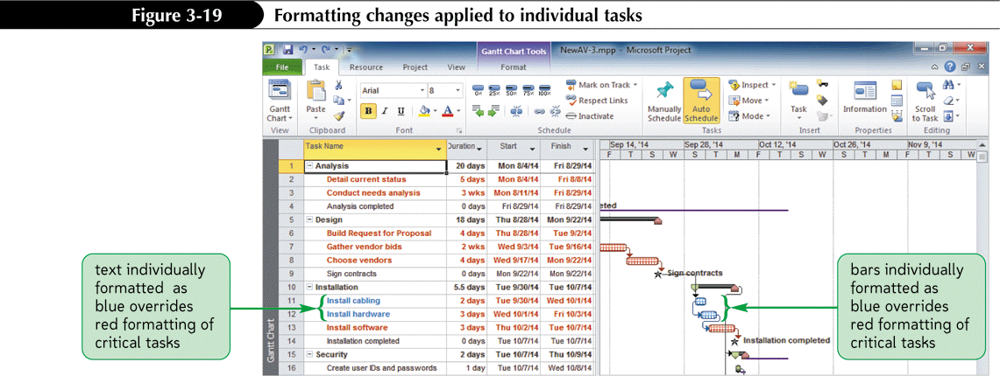 Figure 3-19 Formatting changes applied to individual tasks
Gantt Chart Tools NewAV-3.mpp - Microsoft Project
File Task Resource Project View Format
Arial 8 0x 25x 50x 75x 100x Mark on Track Inspect
Respect Links Move
B I U A Inactivate Mode
Gantt Chart Paste Manually Schedule Auto Schedule Task Information Scroll to Task
View Clipboard Font Schedule Tasks Insert Properties Editing
Task Name Duration Start Finish Sep 14, '14 Sep 28, '14 Oct 12, '14 Oct 26, '14 Nov 9, '14
F T S W F T S M T W F T S M T S W
1 Analysis 20 days Mon 8/4/14 Fri 8/29/14
2 Detail current status 5 days Mon 8/4/14 Fri 8/8/14
3 Conduct needs analysis 3 wks Mon 8/11/14 Fri 8/29/14
4 Analysis completed 0 days Fri 8/29/14 Fri 8/29/14 eted
5 Design 18 days Thu 8/28/14 Mon 9/22/14
6 Build Request for Proposal 4 days Thu 8/28/14 Tue 9/2/14
7 Gather vendor bids 2 wks Wed 9/3/14 Tue 9/16/14
8 Choose vendors 4 days Wed 9/17/14 Mon 9/22/14
9 Sign contracts 0 days Mon 9/22/14 Mon 9/22/14 Sign contracts
10 Installation 5.5 days Tue 9/30/14 Tue 10/7/14
11 Install cabling 2 days Tue 9/30/14 Wed 10/1/14
12 Install hardware 3 days Wed 10/1/14 Fri 10/3/14
13 Install software 3 days Thu 10/2/14 Tue 10/7/14
14 Installation completed 0 days Tue 10/7/14 Tue 10/7/14 Installation completed
15 Security 2 days Tue 10/7/14 Thu 10/9/14
16 Create user IDs and passwords 1 day Tue 10/7/14 Wed 10/8/14
Gantt Chart
text individually
formatted as
blue overrides
red formatting of
critical tasks
bars individually
formatted as
blue overrides
red formatting of
critical tasks